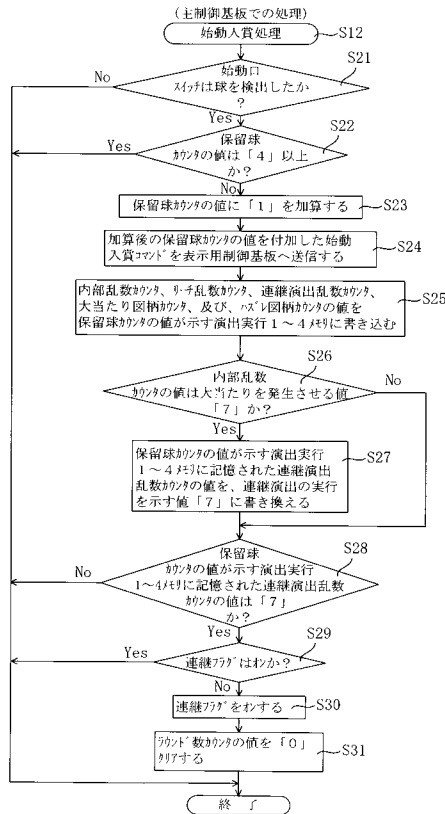 (主制御基板での処理)
始動入賞処理
S12
S21
始動口
スイッチは球を検出したか
?
No
Yes
S22
保留球
カウンタの値は「4」以上
か?
Yes
No
保留球カウンタの値に「1」を加算する
S23
加算後の保留球カウンタの値を付加した始動
入賞コマンドを表示用制御基板へ送信する
S24
内部乱数カウンタ、リーチ乱数カウンタ、連継演出乱数カウンタ、
大当たり図柄カウンタ、及び、ハズレ図柄カウンタの値を
保留球カウンタの値が示す演出実行1~4メモリに書き込む
S25
S26
内部乱数
カウンタの値は大当たりを発生させる値
「7」か?
No
Yes
保留球カウンタの値が示す演出実行
1~4メモリに記憶された連継演出
乱数カウンタの値を、連継演出の実行
を示す値「7」に書き換える
S27
S28
保留球
カウンタの値が示す演出実行
1~4メモリに記憶された連継演出乱数
カウンタの値は「7」
か?
No
Yes
S29
連継フラグはオンか?
Yes
No
連継フラグをオンする
S30
ラウンド数カウンタの値を「0」
クリアする
S31
終 了